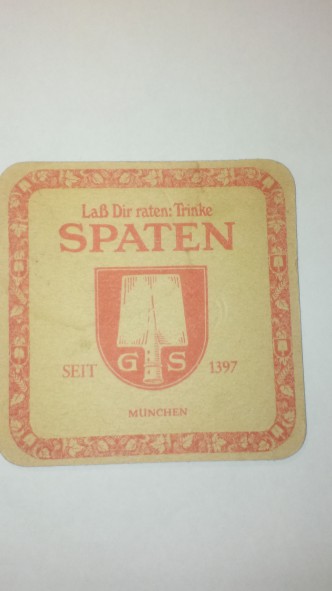 Laß Dir raten: Trinke
SPATEN
G S
SEIT 1397
MÜNCHEN